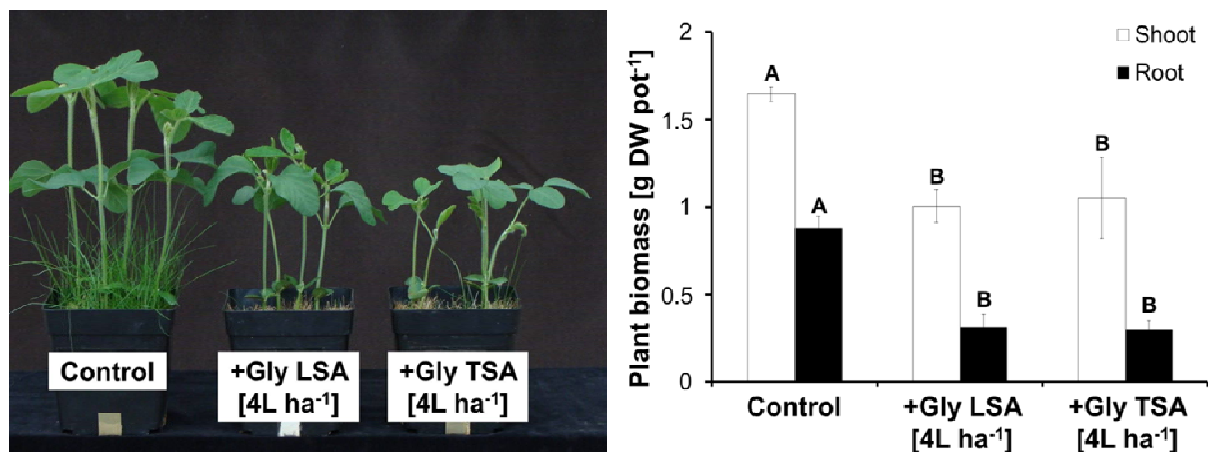 Control
+Gly LSA
[4L ha⁻¹]
+Gly TSA
[4L ha⁻¹]
Plant biomass [g DW pot⁻¹]
2
1.5
1
0.5
0
Shoot
Root
A
A
B
B
B
B
Control
+Gly LSA
[4L ha⁻¹]
+Gly TSA
[4L ha⁻¹]